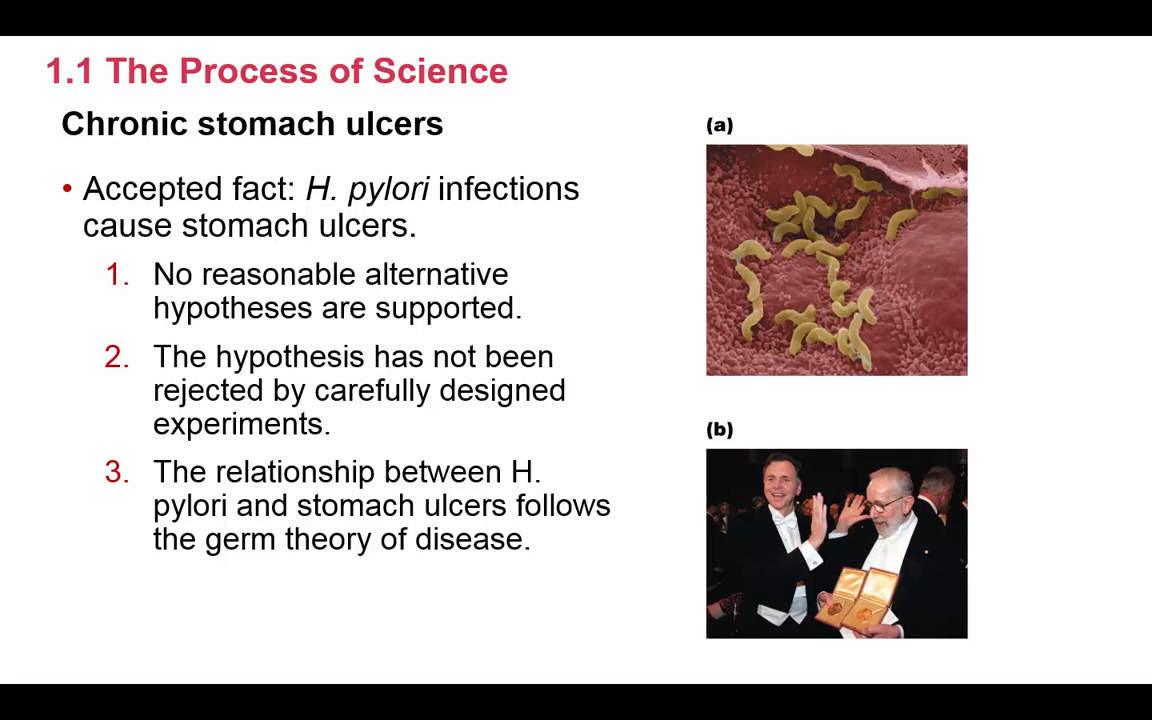 1.1 The Process of Science
Chronic stomach ulcers
• Accepted fact: H. pylori infections
cause stomach ulcers.
1. No reasonable alternative
hypotheses are supported.
2. The hypothesis has not been
rejected by carefully designed
experiments.
3. The relationship between H.
pylori and stomach ulcers follows
the germ theory of disease.
(a)
(b)